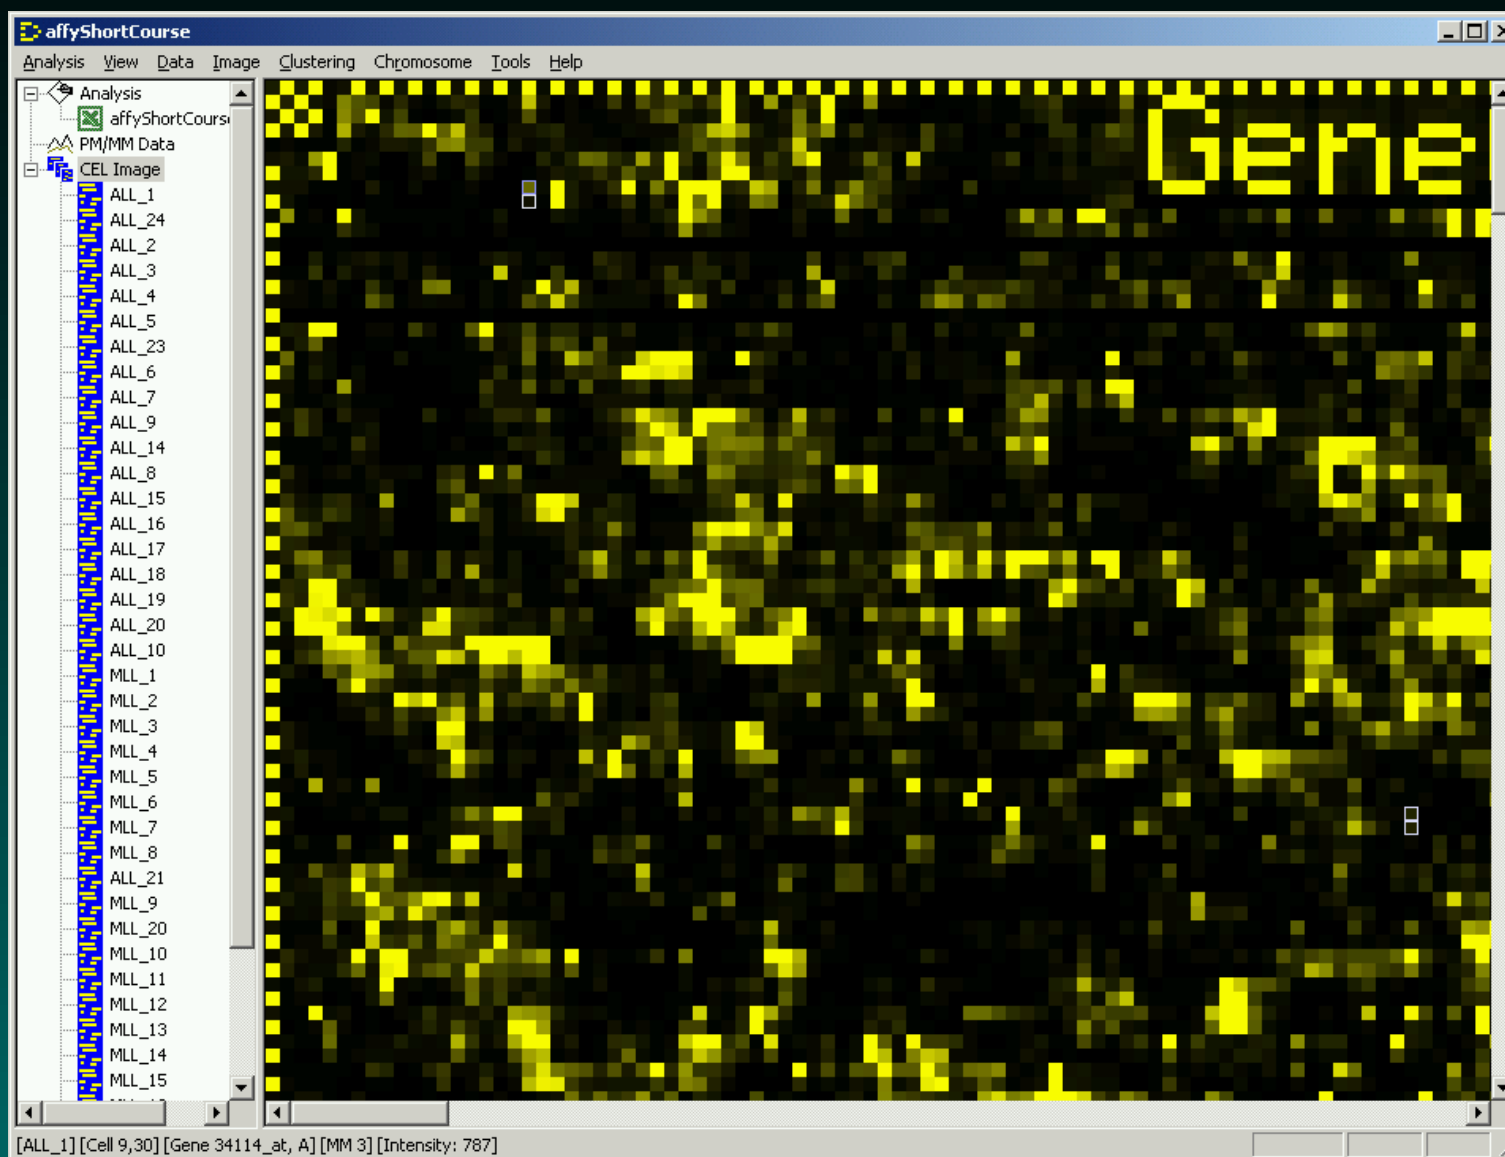 affyShortCourse
Analysis View Data Image Clustering Chromosome Tools Help
Analysis
affyShortCours
PM/MM Data
CEL Image
ALL_1
ALL_24
ALL_2
ALL_3
ALL_4
ALL_5
ALL_23
ALL_6
ALL_7
ALL_9
ALL_14
ALL_8
ALL_15
ALL_16
ALL_17
ALL_18
ALL_19
ALL_20
ALL_10
MLL_1
MLL_2
MLL_3
MLL_4
MLL_5
MLL_6
MLL_7
MLL_8
ALL_21
MLL_9
MLL_20
MLL_10
MLL_11
MLL_12
MLL_13
MLL_14
MLL_15
Gene
[ALL_1] [Cell 9,30] [Gene 34114_at, A] [MM 3] [Intensity: 787]